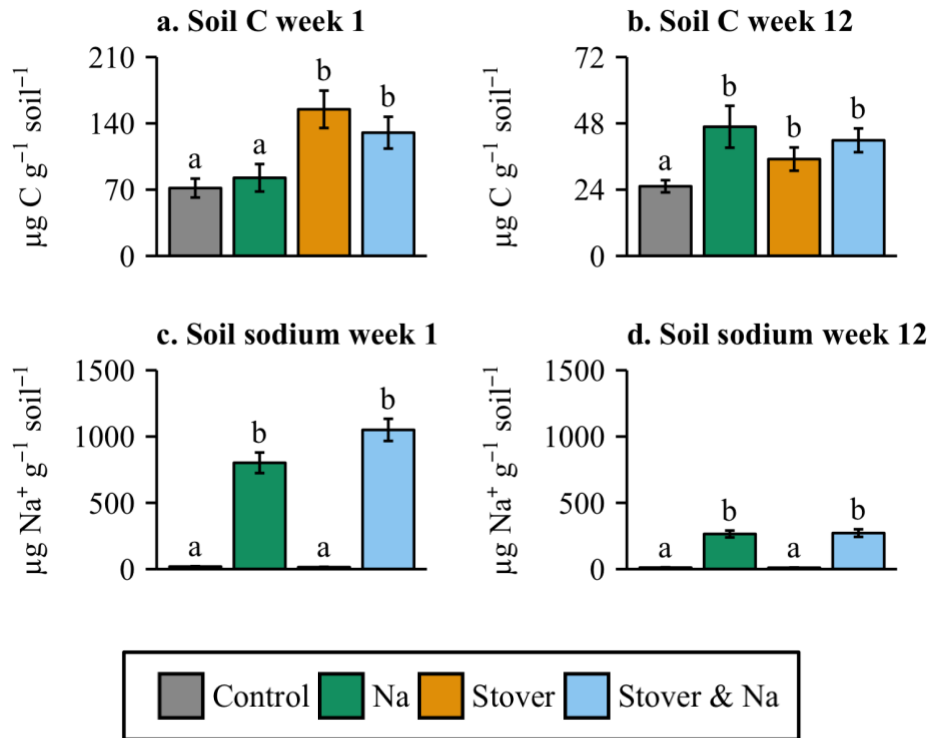 a. Soil C week 1
µg C g⁻¹ soil⁻¹
210
140
70
0
a
a
b
b
b. Soil C week 12
µg C g⁻¹ soil⁻¹
72
48
24
0
a
b
b
b
c. Soil sodium week 1
µg Na⁺ g⁻¹ soil⁻¹
1500
1000
500
0
a
b
a
b
d. Soil sodium week 12
µg Na⁺ g⁻¹ soil⁻¹
1500
1000
500
0
a
b
a
b
Control Na Stover Stover & Na